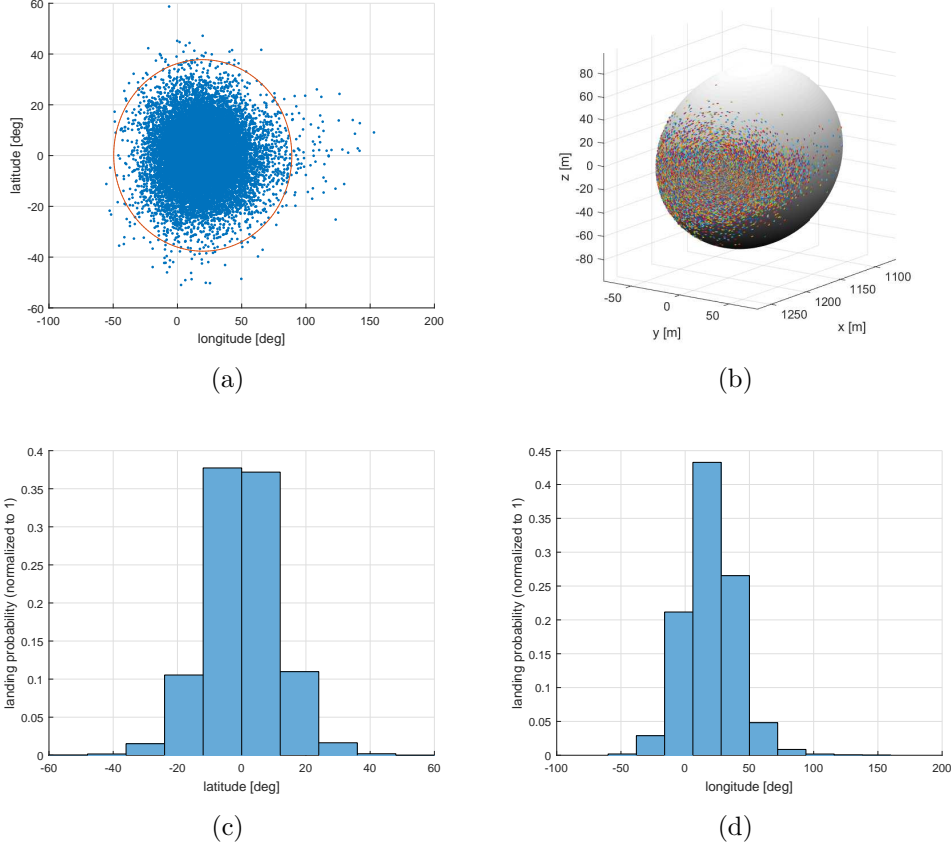 60
40
20
0
-20
-40
-60
latitude [deg]
-100 -50 0 50 100 150 200
longitude [deg]
(a)
80
60
40
20
0
-20
-40
-60
-80
z [m]
-50 0 50
y [m]
1250 1200 1150 1100
x [m]
(b)
0.4
0.35
0.3
0.25
0.2
0.15
0.1
0.05
0
landing probability (normalized to 1)
-60 -40 -20 0 20 40 60
latitude [deg]
(c)
0.45
0.4
0.35
0.3
0.25
0.2
0.15
0.1
0.05
0
landing probability (normalized to 1)
-100 -50 0 50 100 150 200
longitude [deg]
(d)